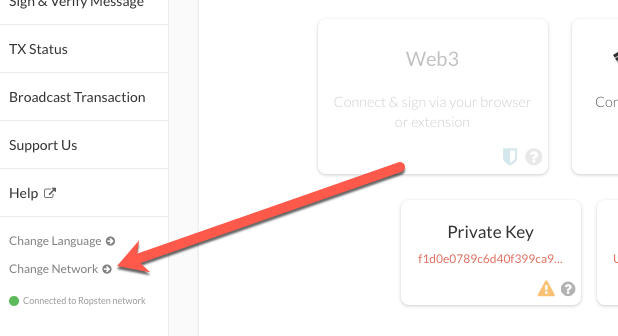 Sign & Verify Message
TX Status
Broadcast Transaction
Support Us
Help
Change Language
Change Network
Connected to Ropsten network
Web3
Connect & sign via your browser
or extension
Con
Private Key
f1d0e0789c6d40f399ca9...